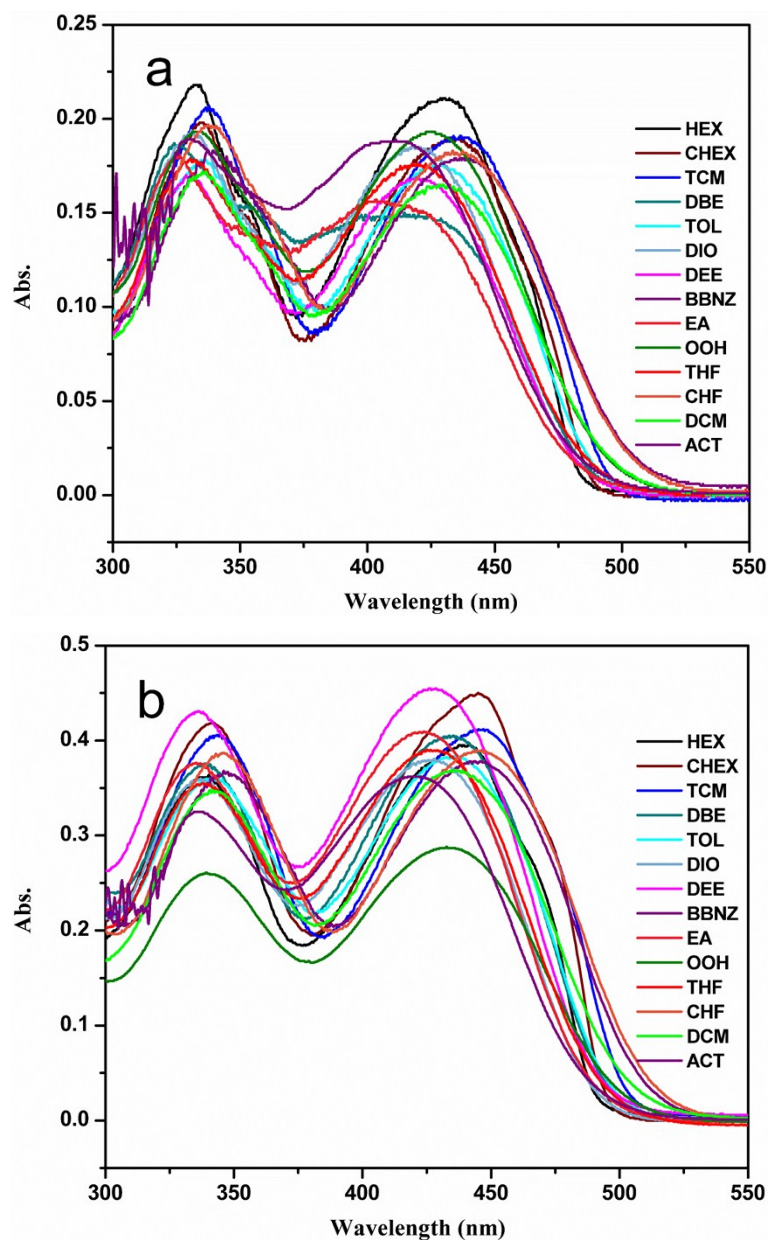 a
0.25
0.20
0.15
0.10
0.05
0.00
Abs.
300 350 400 450 500 550
Wavelength (nm)
HEX
CHEX
TCM
DBE
TOL
DIO
DEE
BBNZ
EA
OOH
THF
CHF
DCM
ACT
b
0.5
0.4
0.3
0.2
0.1
0.0
Abs.
300 350 400 450 500 550
Wavelength (nm)
HEX
CHEX
TCM
DBE
TOL
DIO
DEE
BBNZ
EA
OOH
THF
CHF
DCM
ACT